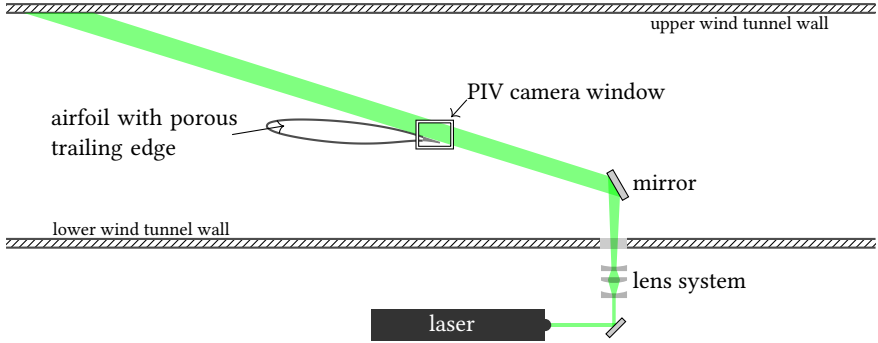 upper wind tunnel wall
PIV camera window
airfoil with porous
trailing edge
mirror
lower wind tunnel wall
lens system
laser